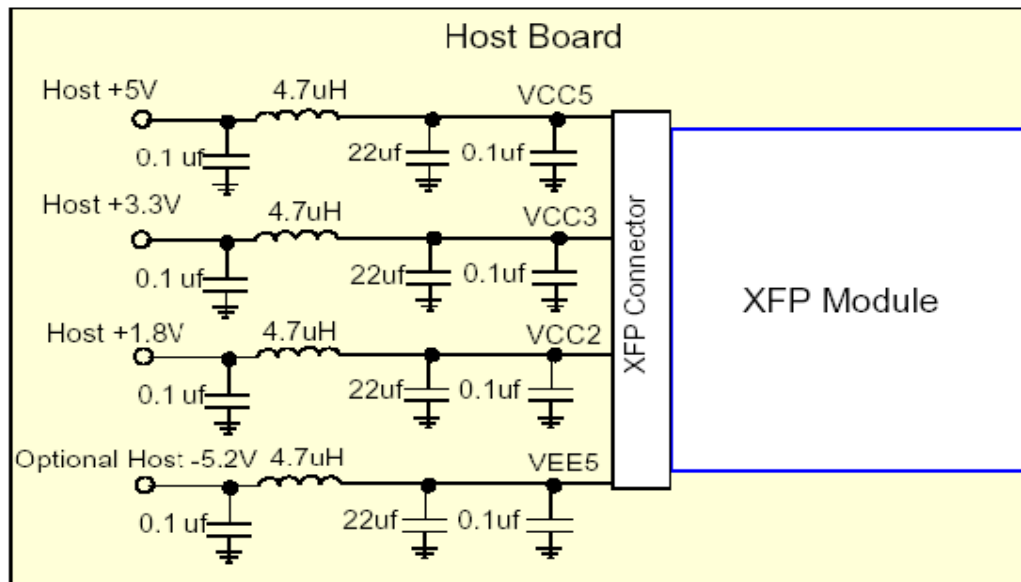 Host Board
Host +5V
4.7uH
VCC5
0.1 uf
22uf
0.1uf
Host +3.3V
4.7uH
VCC3
0.1 uf
22uf
0.1uf
Host +1.8V
4.7uH
VCC2
0.1 uf
22uf
0.1uf
Optional Host -5.2V
4.7uH
VEE5
0.1 uf
22uf
0.1uf
XFP Connector
XFP Module